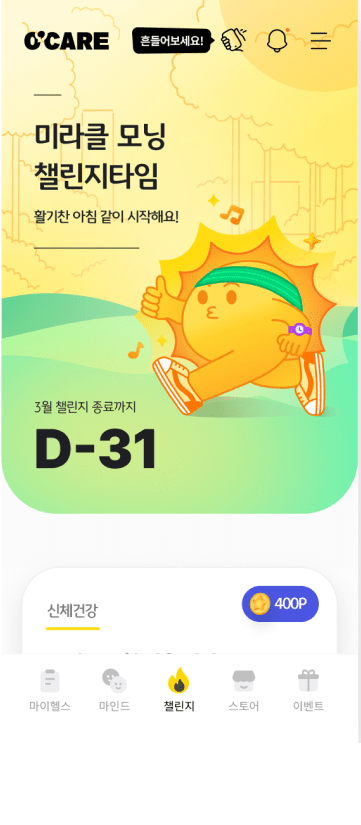 O'CARE
흔들어보세요!
미라클 모닝
챌린지타임
활기찬 아침 같이 시작해요!
3월 챌린지 종료까지
D-31
신체건강
400P
마이헬스
마인드
챌린지
스토어
이벤트